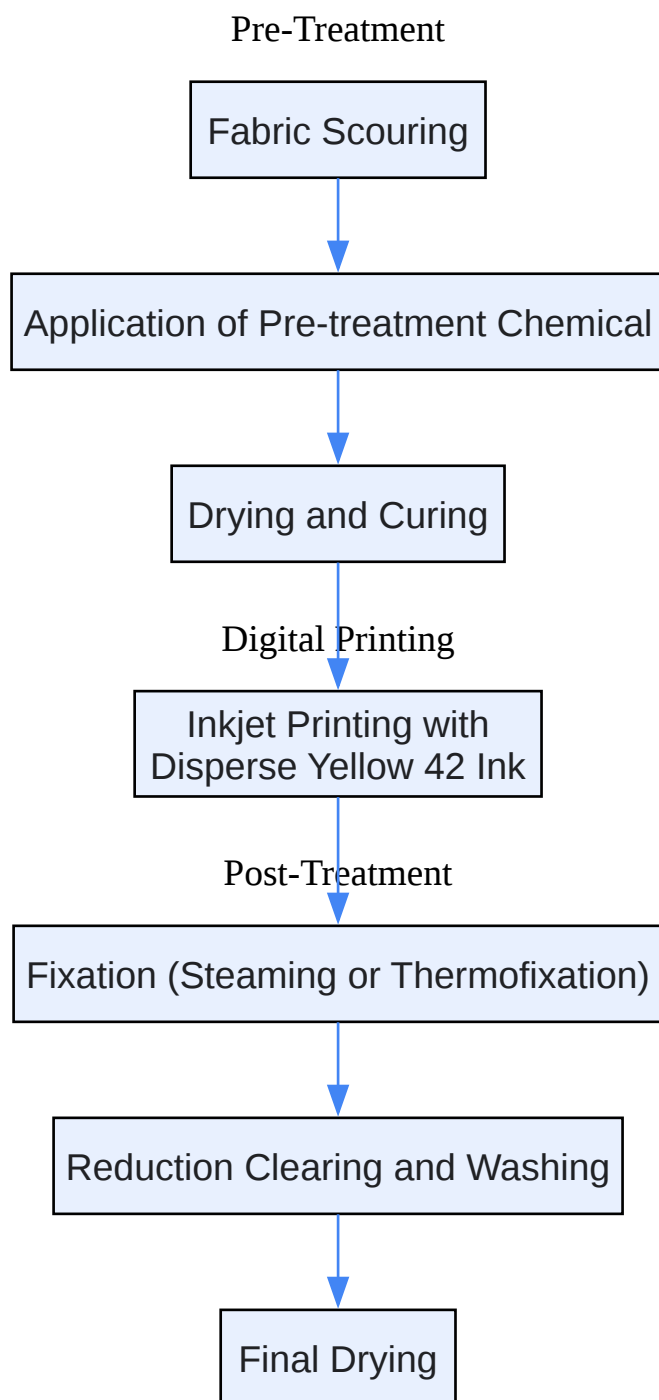 Pre-Treatment
Fabric Scouring
Application of Pre-treatment Chemical
Drying and Curing
Digital Printing
Inkjet Printing with
Disperse Yellow 42 Ink
Post-Treatment
Fixation (Steaming or Thermofixation)
Reduction Clearing and Washing
Final Drying